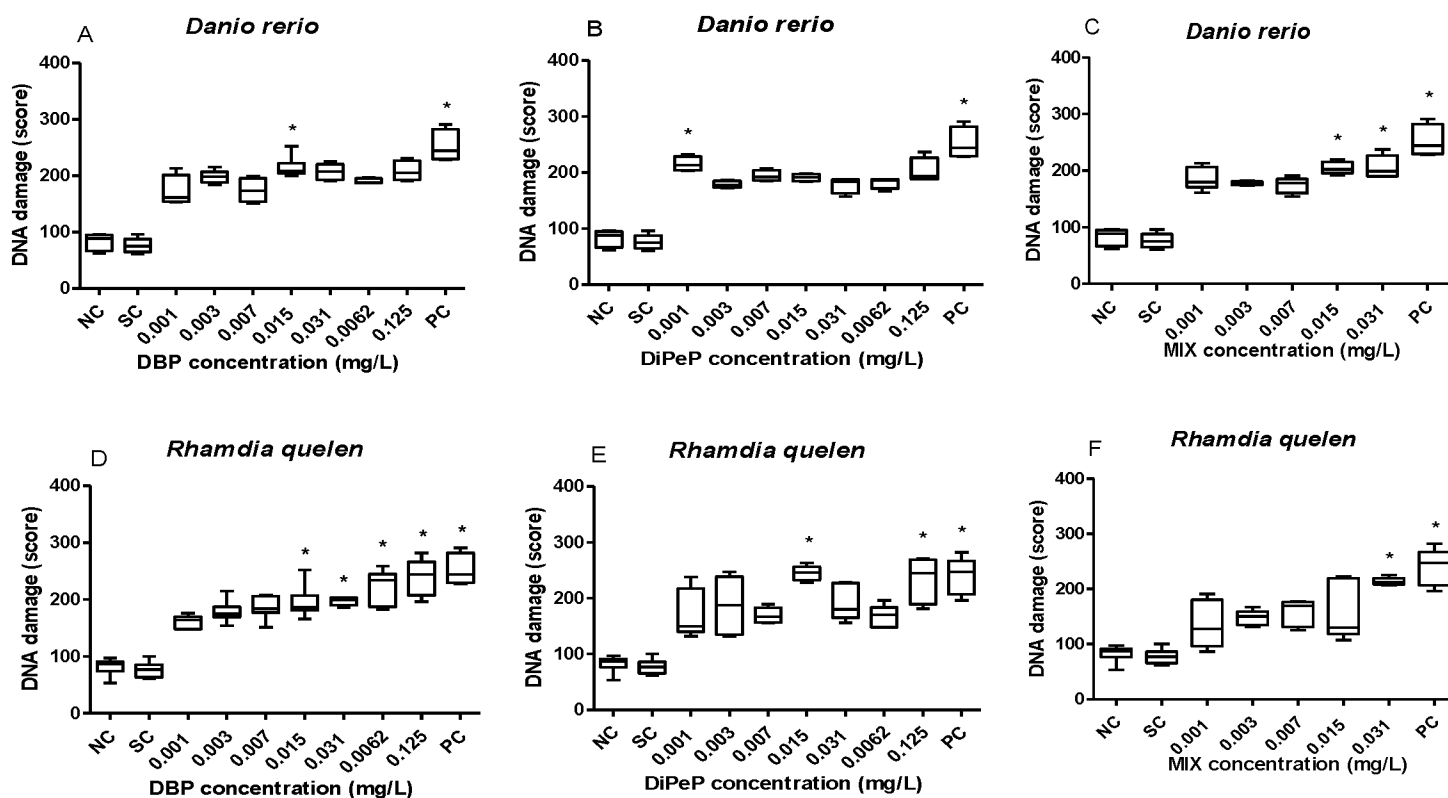 A
Danio rerio
DNA damage (score)
400
300
200
100
0
*
*
NC SC 0.001 0.003 0.007 0.015 0.031 0.0062 0.125 PC
DBP concentration (mg/L)
B
Danio rerio
DNA damage (score)
400
300
200
100
0
*
*
NC SC 0.001 0.003 0.007 0.015 0.031 0.0062 0.125 PC
DiPeP concentration (mg/L)
C
Danio rerio
DNA damage (score)
400
300
200
100
0
*
*
*
NC SC 0.001 0.003 0.007 0.015 0.031 PC
MIX concentration (mg/L)
D
Rhamdia quelen
DNA damage (score)
400
300
200
100
0
*
*
*
*
*
NC SC 0.001 0.003 0.007 0.015 0.031 0.0062 0.125 PC
DBP concentration (mg/L)
E
Rhamdia quelen
DNA damage (score)
400
300
200
100
0
*
*
*
NC SC 0.001 0.003 0.007 0.015 0.031 0.0062 0.125 PC
DiPeP concentration (mg/L)
F
Rhamdia quelen
DNA damage (score)
400
300
200
100
0
*
*
NC SC 0.001 0.003 0.007 0.015 0.031 PC
MIX concentration (mg/L)